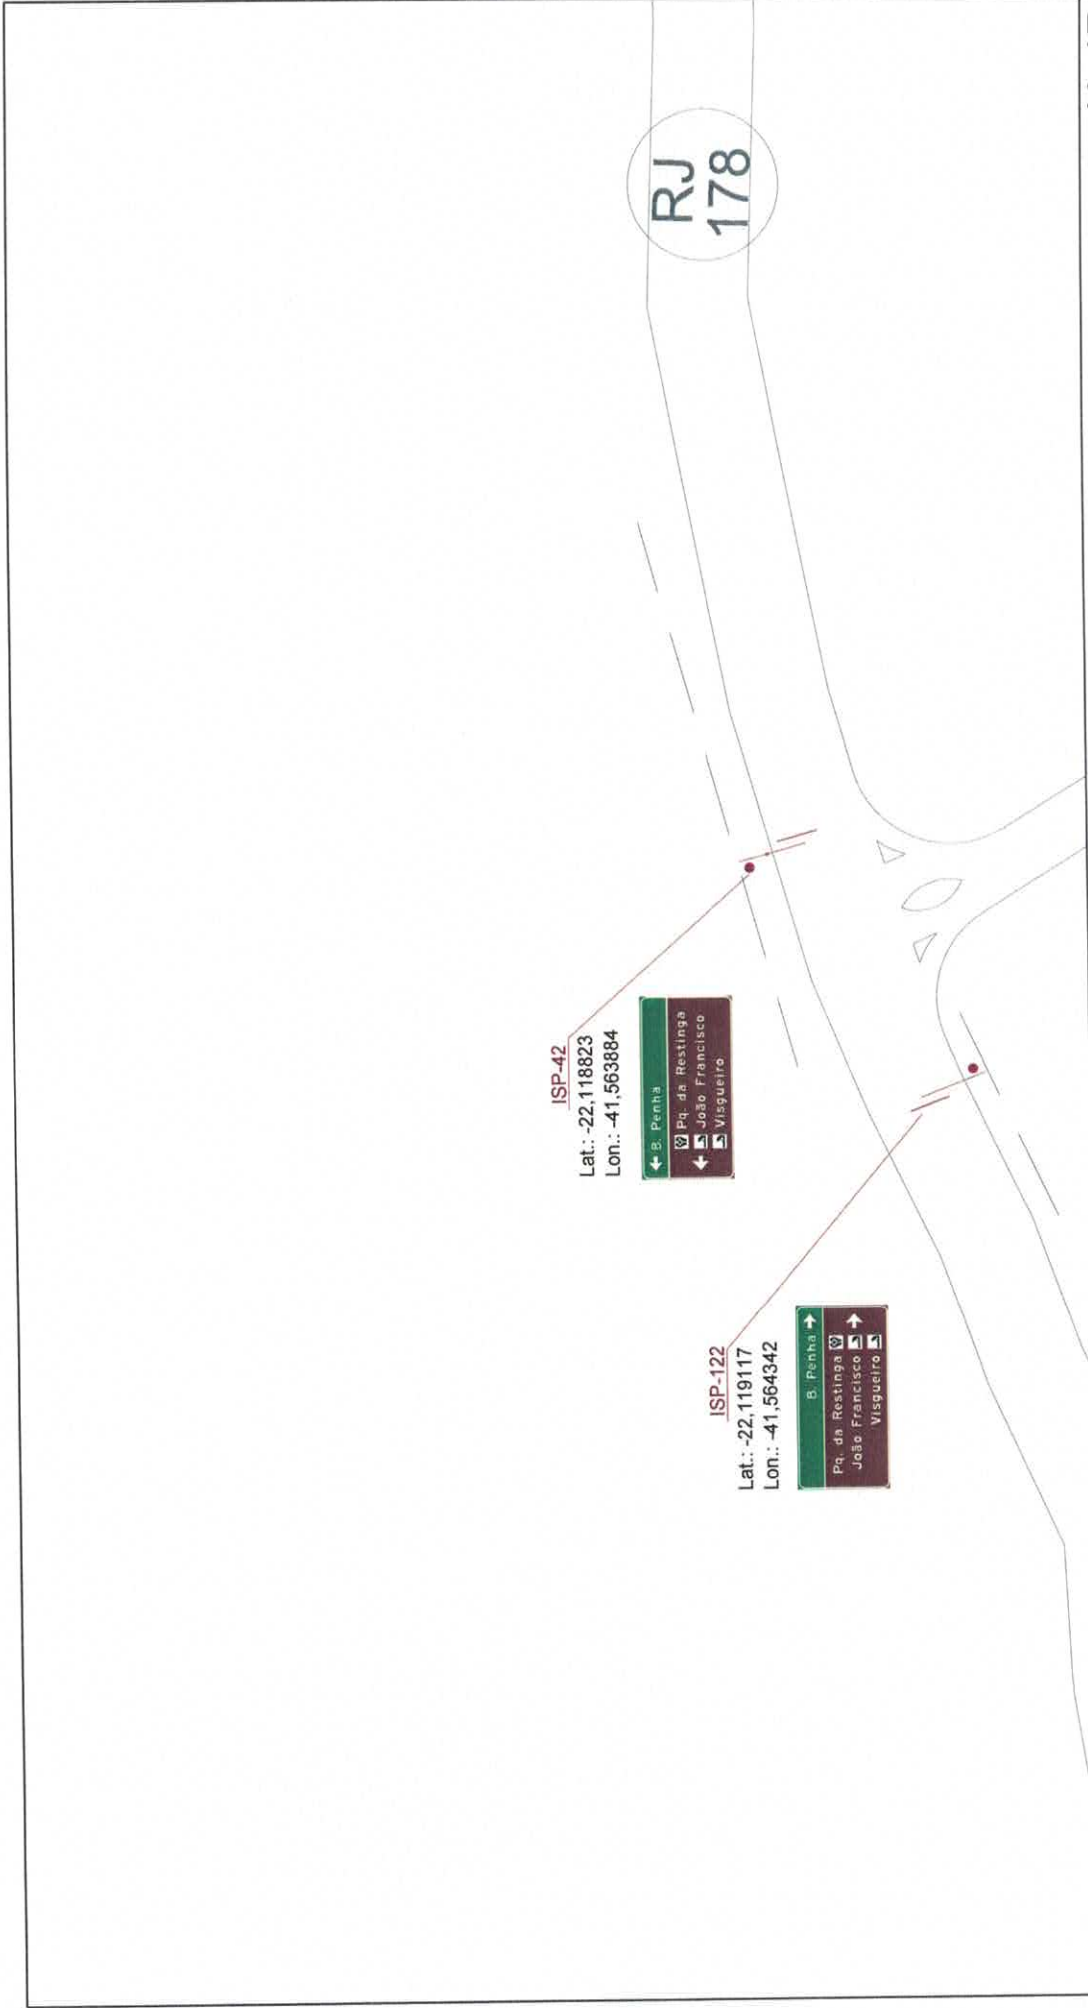 RJ
178
ISP-42
Lat.: -22,118823
Lon.: -41,563884
B. Penha
Pq. da Restinga
João Francisco
Visgueiro
ISP-122
Lat.: -22,119117
Lon.: -41,564342
B. Penha
Pq. da Restinga
João Francisco
Visgueiro